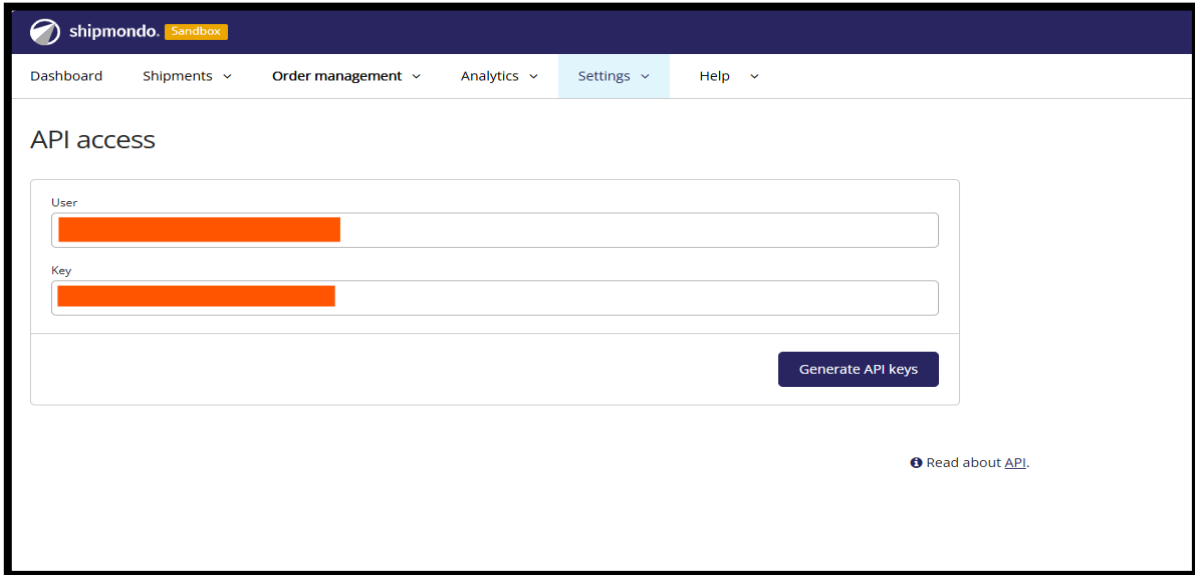 shipmondo. Sandbox
Dashboard Shipments Order management Analytics Settings Help
API access
User
Key
Generate API keys
Read about API.